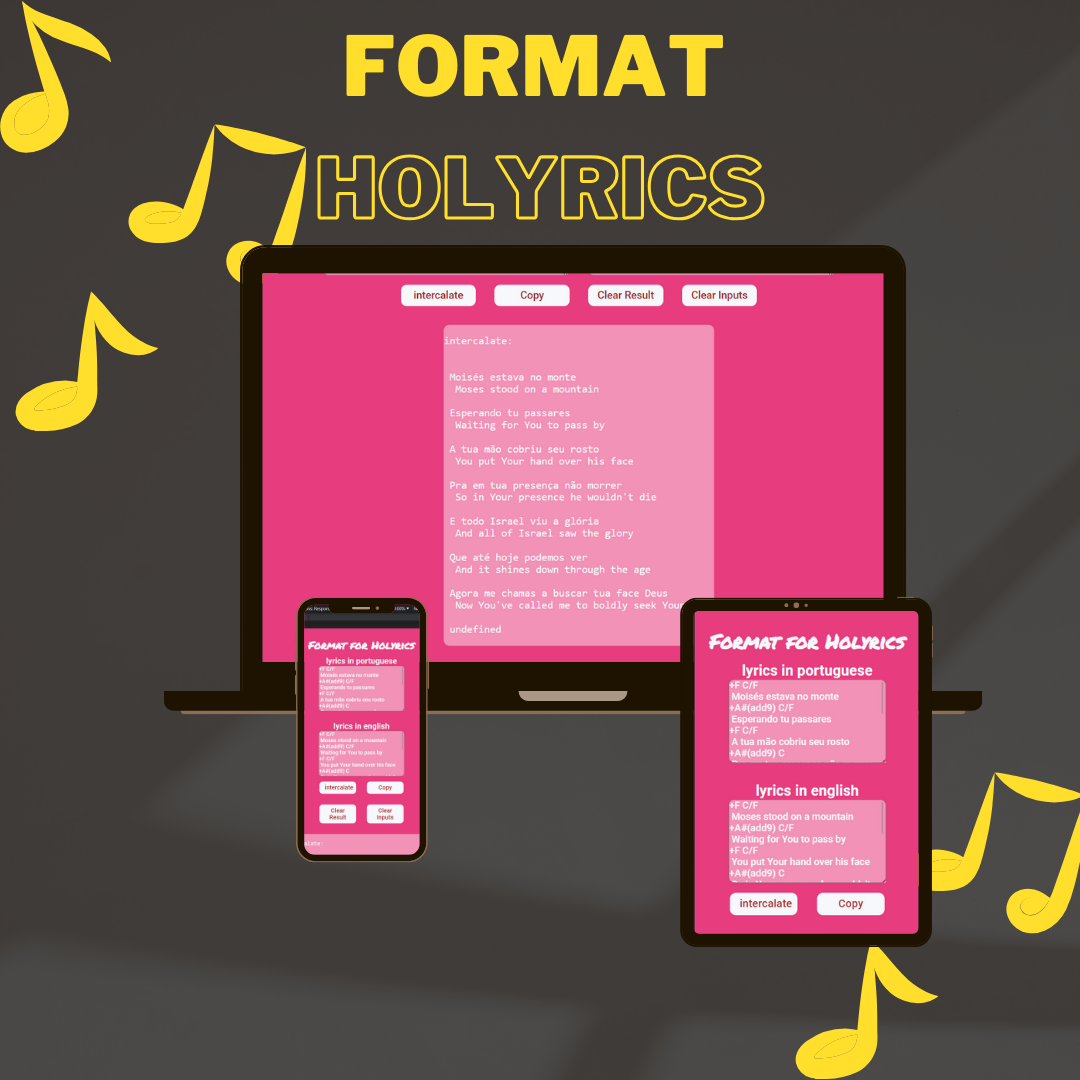 FORMAT
HOLYRICS
intercalate
Copy
Clear Result
Clear Inputs
intercalate:
Moisés estava no monte
Moses stood on a mountain
Esperando tu passares
Waiting for You to pass by
A tua mão cobriu seu rosto
You put Your hand over his face
Pra em tua presença não morrer
So in Your presence he wouldn't die
E todo Israel viu a glória
And all of Israel saw the glory
Que até hoje podemos ver
And it shines down through the age
Agora me chamas a buscar tua face Deus
Now You've called me to boldly seek Your
undefined
100%
Format for Holyrics
lyrics in portuguese
+F C/F
Moisés estava no monte
+A#(add9) C/F
Esperando tu passares
+F C/F
A tua mão cobriu seu rosto
+A#(add9) C
lyrics in english
+F C/F
Moses stood on a mountain
+A#(add9) C/F
Waiting for You to pass by
+F C/F
You put Your hand over his face
+A#(add9) C
intercalate
Copy
Clear
Result
Clear
Inputs
Format for Holyrics
lyrics in portuguese
+F C/F
Moisés estava no monte
+A#(add9) C/F
Esperando tu passares
+F C/F
A tua mão cobriu seu rosto
+A#(add9) C
lyrics in english
+F C/F
Moses stood on a mountain
+A#(add9) C/F
Waiting for You to pass by
+F C/F
You put Your hand over his face
+A#(add9) C
intercalate
Copy